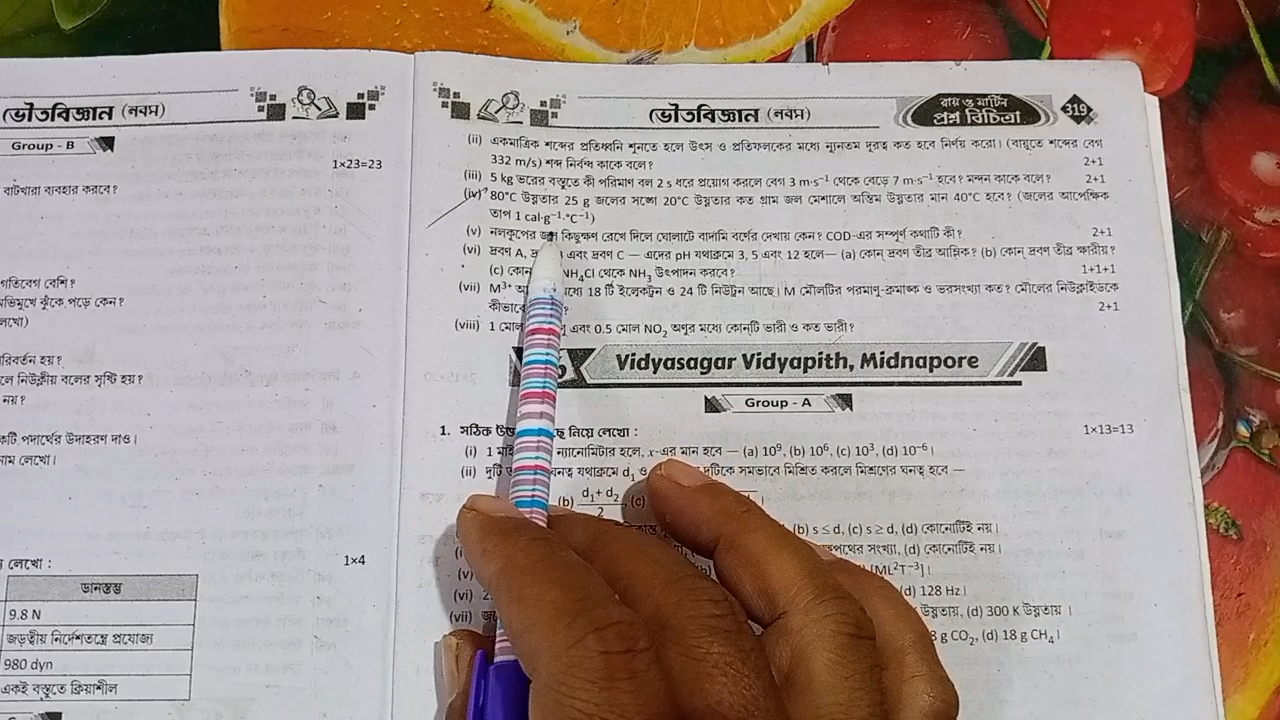 ভৌতবিজ্ঞান (নবম)
Group - B
1×23=23
বাটখারা ব্যবহার করবে?
গতিবেগ বেশি?
ভিমুখে ঝুঁকে পড়ে কেন?
লেখো)
রিবর্তন হয়?
লে নিউক্লীয় বলের সৃষ্টি হয়?
নয়?
কটি পদার্থের উদাহরণ দাও।
নাম লেখো।
লেখো : 1×4
ডানস্তম্ভ
9.8 N
জড়ত্বীয় নির্দেশতন্ত্রে প্রযোজ্য
980 dyn
একই বস্তুতে ক্রিয়াশীল
ভৌতবিজ্ঞান (নবম)
রায় ও মার্টিন
প্রশ্ন বিচিত্রা
319
(ii) একমাত্রিক শব্দের প্রতিধ্বনি শুনতে হলে উৎস ও প্রতিফলকের মধ্যে ন্যূনতম দূরত্ব কত হবে নির্ণয় করো। (বায়ুতে শব্দের বেগ
332 m/s) শব্দ নির্বন্ধ কাকে বলে? 2+1
(iii) 5 kg ভরের বস্তুতে কী পরিমাণ বল 2 s ধরে প্রয়োগ করলে বেগ 3 m·s⁻¹ থেকে বেড়ে 7 m·s⁻¹ হবে? মন্দন কাকে বলে? 2+1
(iv) 80°C উষ্ণতার 25 g জলের সঙ্গে 20°C উষ্ণতার কত গ্রাম জল মেশালে অন্তিম উষ্ণতার মান 40°C হবে? (জলের আপেক্ষিক
তাপ 1 cal·g⁻¹·°C⁻¹)
(v) নলকূপের জল কিছুক্ষণ রেখে দিলে ঘোলাটে বাদামি বর্ণের দেখায় কেন? COD-এর সম্পূর্ণ কথাটি কী? 2+1
(vi) দ্রবণ A, এবং দ্রবণ C — এদের pH যথাক্রমে 3, 5 এবং 12 হলে— (a) কোন্ দ্রবণ তীব্র আম্লিক? (b) কোন্ দ্রবণ তীব্র ক্ষারীয়?
(c) কোন্ NH₄Cl থেকে NH₃ উৎপাদন করবে? 1+1+1
(vii) M³⁺ 18 টি ইলেকট্রন ও 24 টি নিউট্রন আছে। M মৌলটির পরমাণু-ক্রমাঙ্ক ও ভরসংখ্যা কত? মৌলের নিউক্লাইডকে
কীভাবে ? 2+1
(viii) 1 মোল এবং 0.5 মোল NO₂ অণুর মধ্যে কোন্‌টি ভারী ও কত ভারী?
Vidyasagar Vidyapith, Midnapore
Group - A
1. সঠিক নিয়ে লেখো : 1×13=13
(i) 1 ন্যানোমিটার হলে, x-এর মান হবে — (a) 10⁹, (b) 10⁶, (c) 10³, (d) 10⁻⁶।
(ii) দুটি ঘনত্ব যথাক্রমে d₁ ও দুটিকে সমভাবে মিশ্রিত করলে মিশ্রণের ঘনত্ব হবে —
(b) d₁+d₂/2, (c)
(b) s ≤ d, (c) s ≥ d, (d) কোনোটিই নয়।
সংখ্যা, (d) কোনোটিই নয়।
(v) [ML²T⁻³]।
(vi) 2 (d) 128 Hz।
(vii) উষ্ণতায়, (d) 300 K উষ্ণতায়।
g CO₂, (d) 18 g CH₄।